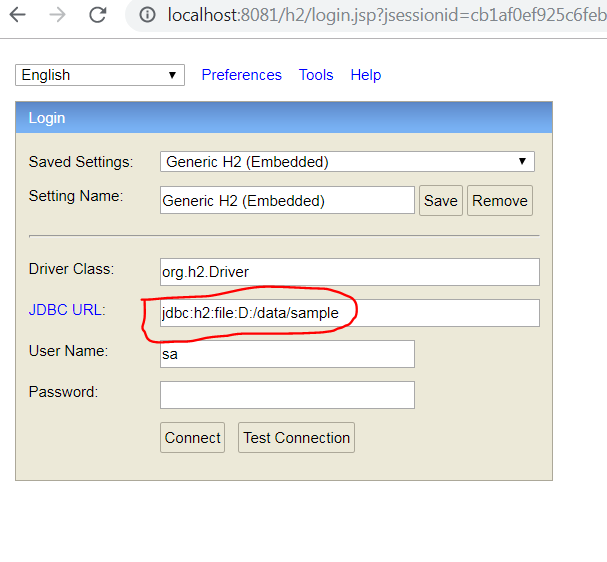 localhost:8081/h2/login.jsp?jsessionid=cb1af0ef925c6feb
English Preferences Tools Help
Login
Saved Settings: Generic H2 (Embedded)
Setting Name: Generic H2 (Embedded) Save Remove
Driver Class: org.h2.Driver
JDBC URL: jdbc:h2:file:D:/data/sample
User Name: sa
Password:
Connect Test Connection